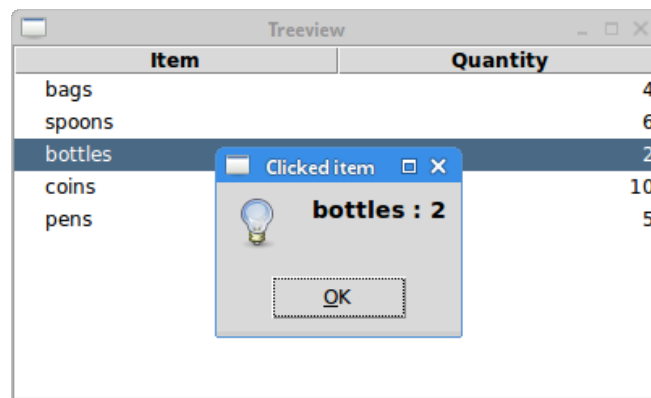 Treeview
Item Quantity
bags 4
spoons 6
bottles 2
coins 10
pens 5
Clicked item
bottles : 2
OK